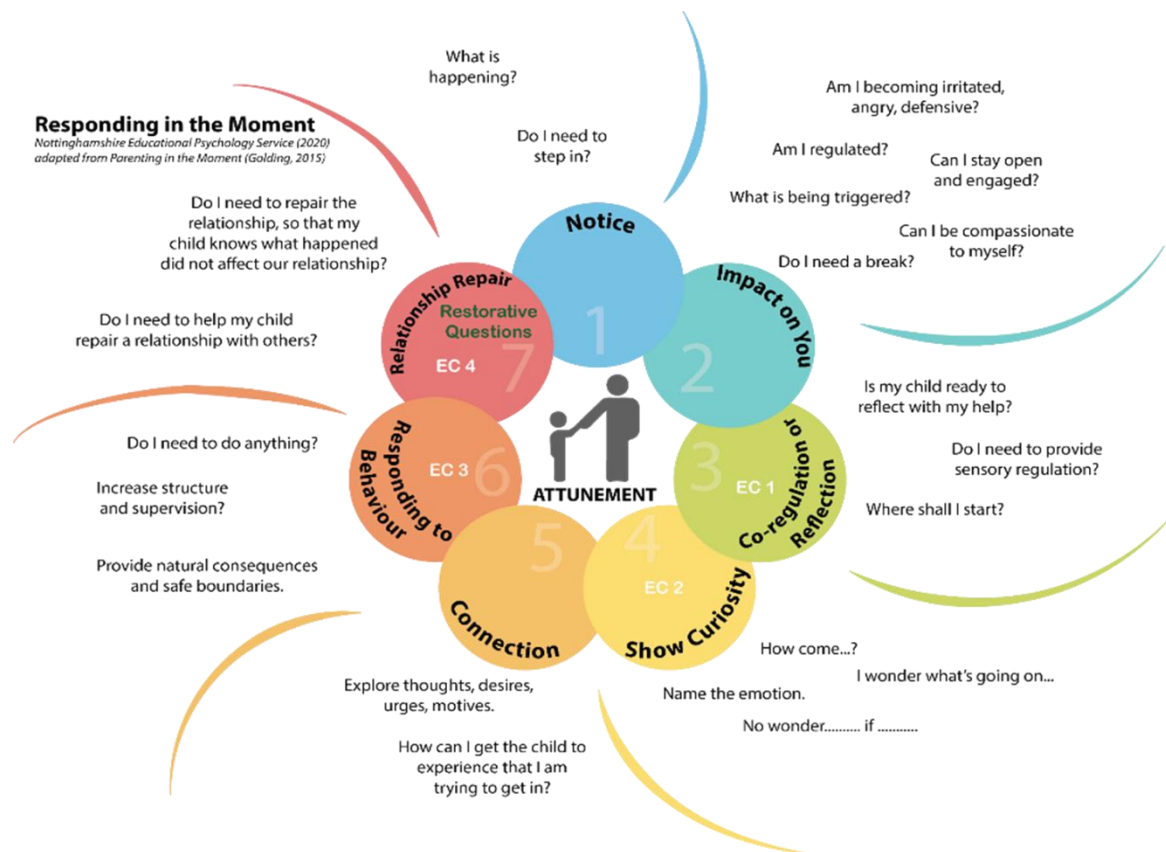 Responding in the Moment
Nottinghamshire Educational Psychology Service (2020)
adapted from Parenting in the Moment (Golding, 2015)
What is
happening?
Do I need to
step in?
Notice
1
Am I becoming irritated,
angry, defensive?
Am I regulated?
Can I stay open
and engaged?
What is being triggered?
Can I be compassionate
to myself?
Do I need a break?
Impact on You
2
Is my child ready to
reflect with my help?
Do I need to provide
sensory regulation?
Where shall I start?
3
EC 1
Co-regulation or
Reflection
4
EC 2
Show Curiosity
How come...?
I wonder what's going on...
Name the emotion.
No wonder.......... if ...........
5
Connection
Explore thoughts, desires,
urges, motives.
How can I get the child to
experience that I am
trying to get in?
6
EC 3
Responding to
Behaviour
Do I need to do anything?
Increase structure
and supervision?
Provide natural consequences
and safe boundaries.
Relationship Repair
Restorative
Questions
EC 4
7
Do I need to repair the
relationship, so that my
child knows what happened
did not affect our relationship?
Do I need to help my child
repair a relationship with others?
ATTUNEMENT